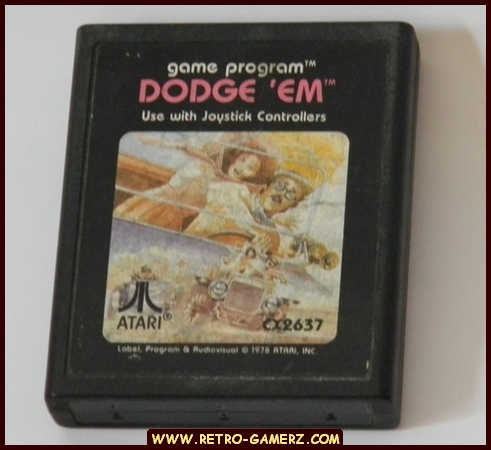 game program™
DODGE 'EM™
Use with Joystick Controllers
ATARI®
CX2637
Label, Program & Audiovisual © 1978 ATARI, INC.
WWW.RETRO-GAMERZ.COM